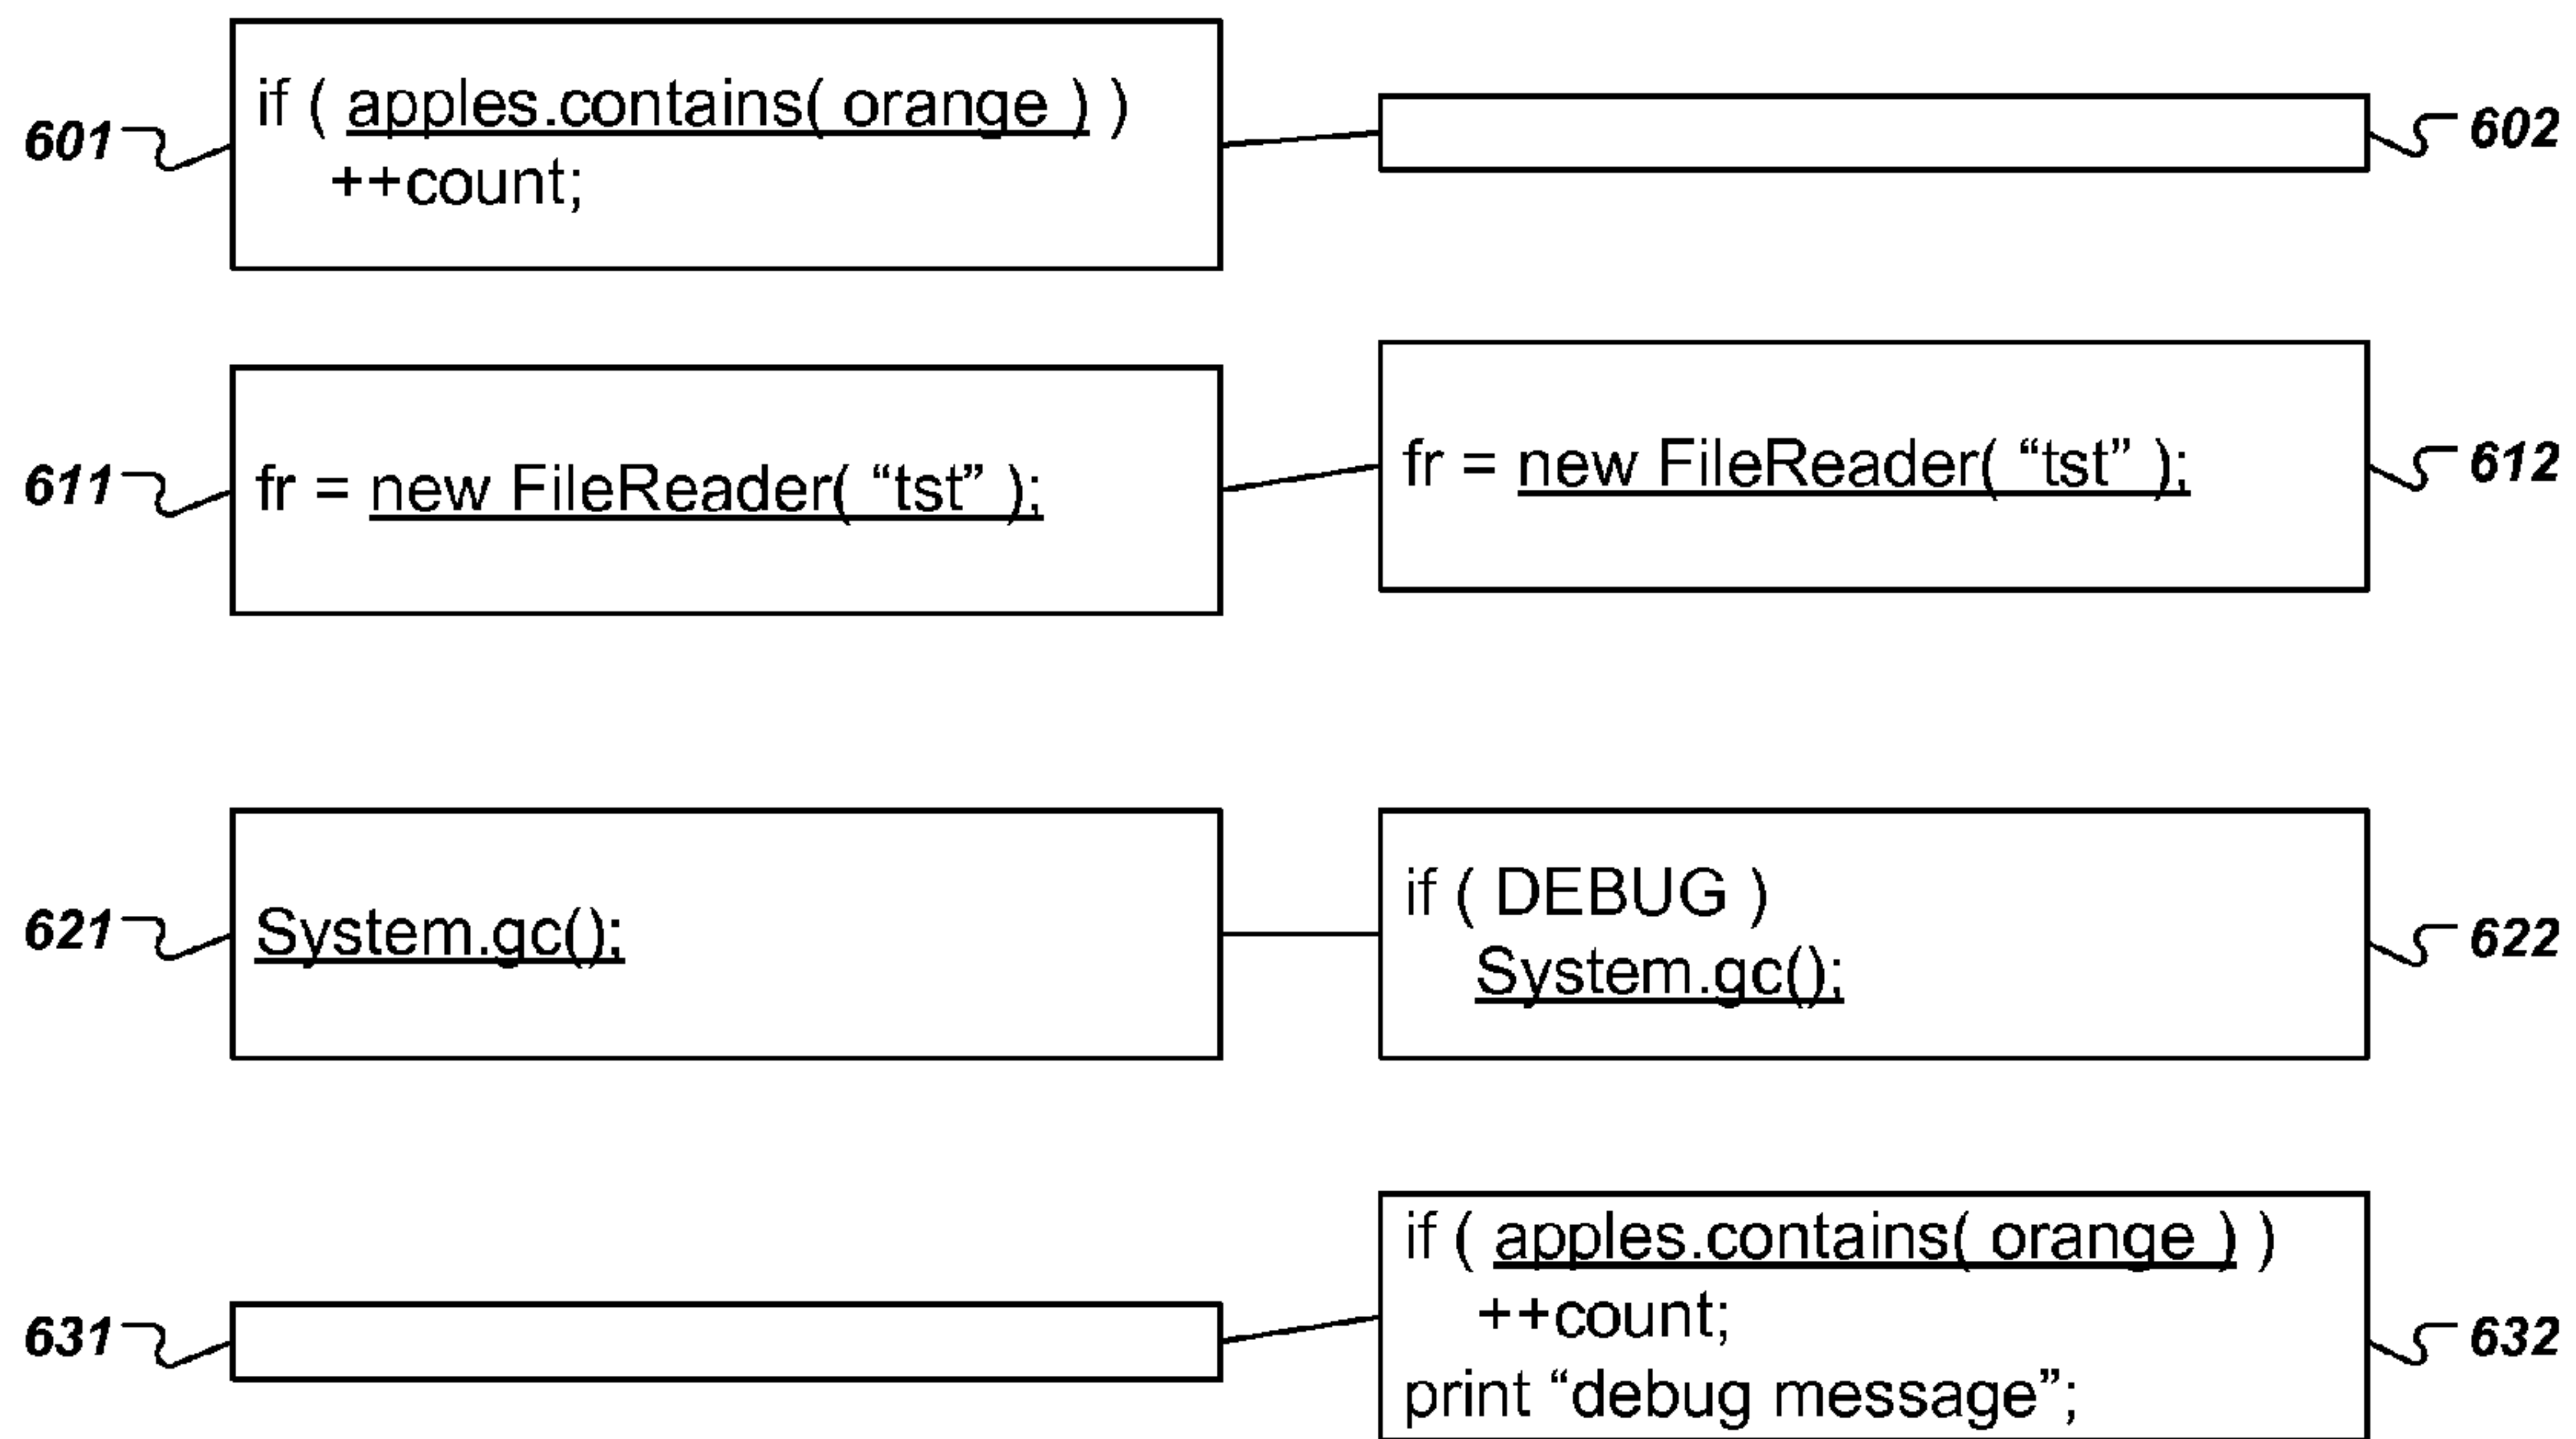 601
if ( apples.contains( orange ) )
++count;
602
611
fr = new FileReader( “tst” );
fr = new FileReader( “tst” );
612
621
System.gc();
if ( DEBUG )
System.gc();
622
631
if ( apples.contains( orange ) )
++count;
print “debug message”;
632